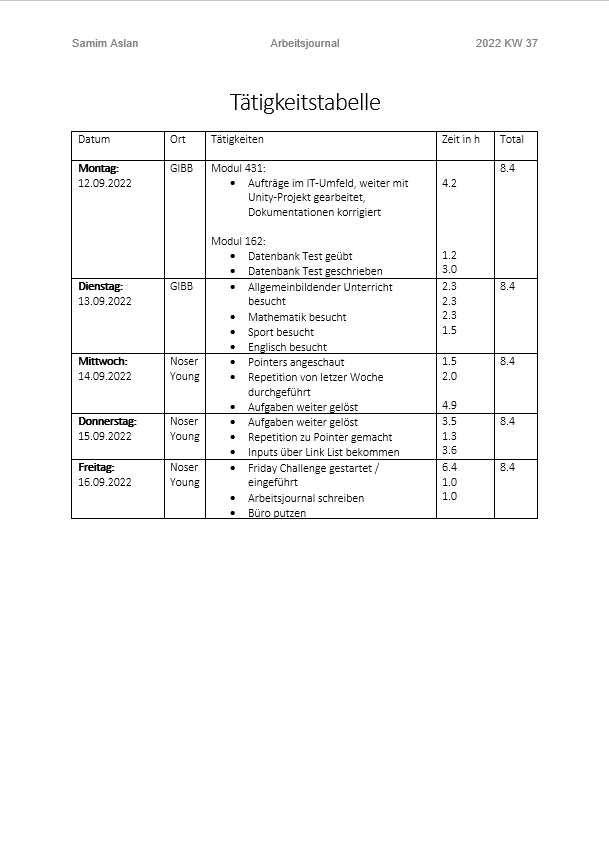 Samim Aslan Arbeitsjournal 2022 KW 37
Tätigkeitstabelle
Datum Ort Tätigkeiten Zeit in h Total
Montag: GIBB Modul 431: 8.4
12.09.2022 • Aufträge im IT-Umfeld, weiter mit 4.2
Unity-Projekt gearbeitet,
Dokumentationen korrigiert
Modul 162:
• Datenbank Test geübt 1.2
• Datenbank Test geschrieben 3.0
Dienstag: GIBB • Allgemeinbildender Unterricht 2.3 8.4
13.09.2022 besucht 2.3
• Mathematik besucht 2.3
• Sport besucht 1.5
• Englisch besucht
Mittwoch: Noser • Pointers angeschaut 1.5 8.4
14.09.2022 Young • Repetition von letzer Woche 2.0
durchgeführt
• Aufgaben weiter gelöst 4.9
Donnerstag: Noser • Aufgaben weiter gelöst 3.5 8.4
15.09.2022 Young • Repetition zu Pointer gemacht 1.3
• Inputs über Link List bekommen 3.6
Freitag: Noser • Friday Challenge gestartet / 6.4 8.4
16.09.2022 Young eingeführt 1.0
• Arbeitsjournal schreiben 1.0
• Büro putzen